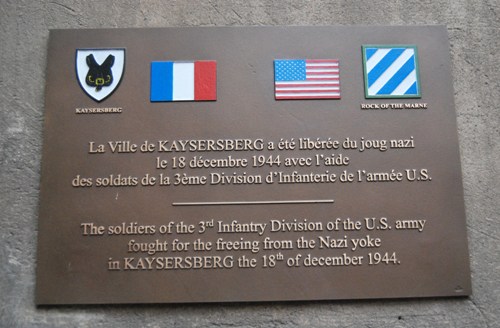 KAYSERSBERG
ROCK OF THE MARNE
La Ville de KAYSERSBERG a été libérée du joug nazi
le 18 décembre 1944 avec l'aide
des soldats de la 3ème Division d'Infanterie de l'armée U.S.
The soldiers of the 3rd Infantry Division of the U.S. army
fought for the freeing from the Nazi yoke
in KAYSERSBERG the 18th of december 1944.